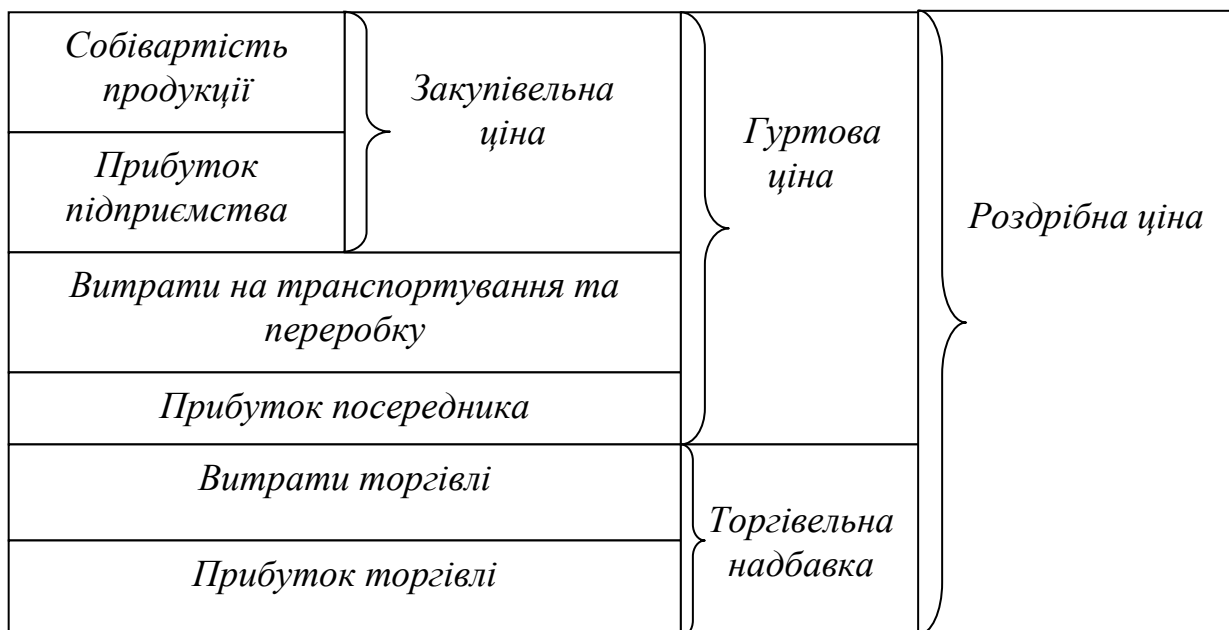 Собівартість
продукції
Закупівельна
ціна
Гуртова
ціна
Роздрібна ціна
Прибуток
підприємства
Витрати на транспортування та
переробку
Прибуток посередника
Витрати торгівлі
Торгівельна
надбавка
Прибуток торгівлі